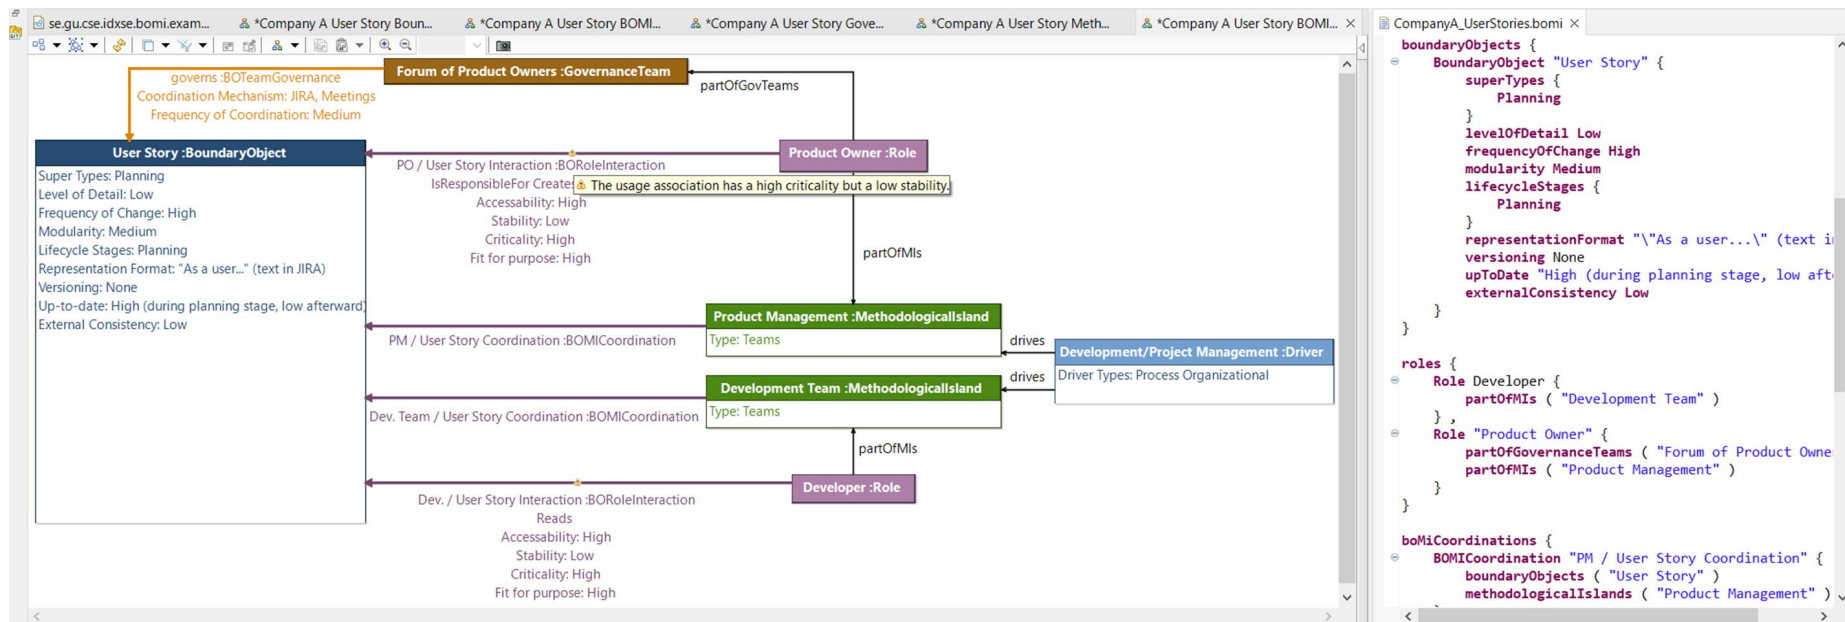 se.gu.cse.idxse.bomi.exam...
*Company A User Story Boun...
*Company A User Story BOMI...
*Company A User Story Gove...
*Company A User Story Meth...
*Company A User Story BOMI...
CompanyA_UserStories.bomi
governs :BOTeamGovernance
Coordination Mechanism: JIRA, Meetings
Frequency of Coordination: Medium
Forum of Product Owners :GovernanceTeam
partOfGovTeams
User Story :BoundaryObject
Super Types: Planning
Level of Detail: Low
Frequency of Change: High
Modularity: Medium
Lifecycle Stages: Planning
Representation Format: "As a user..." (text in JIRA)
Versioning: None
Up-to-date: High (during planning stage, low afterward)
External Consistency: Low
Product Owner :Role
PO / User Story Interaction :BORoleInteraction
IsResponsibleFor Creates
The usage association has a high criticality but a low stability.
Accessability: High
Stability: Low
Criticality: High
Fit for purpose: High
partOfMIs
Product Management :MethodologicalIsland
Type: Teams
PM / User Story Coordination :BOMICoordination
drives
Development/Project Management :Driver
Driver Types: Process Organizational
drives
Development Team :MethodologicalIsland
Type: Teams
Dev. Team / User Story Coordination :BOMICoordination
partOfMIs
Developer :Role
Dev. / User Story Interaction :BORoleInteraction
Reads
Accessability: High
Stability: Low
Criticality: High
Fit for purpose: High
boundaryObjects {
BoundaryObject "User Story" {
superTypes {
Planning
}
levelOfDetail Low
frequencyOfChange High
modularity Medium
lifecycleStages {
Planning
}
representationFormat "\"As a user...\" (text i
versioning None
upToDate "High (during planning stage, low aft
externalConsistency Low
}
}
roles {
Role Developer {
partOfMIs ( "Development Team" )
} ,
Role "Product Owner" {
partOfGovernanceTeams ( "Forum of Product Owne
partOfMIs ( "Product Management" )
}
}
boMiCoordinations {
BOMICoordination "PM / User Story Coordination" {
boundaryObjects ( "User Story" )
methodologicalIslands ( "Product Management" )